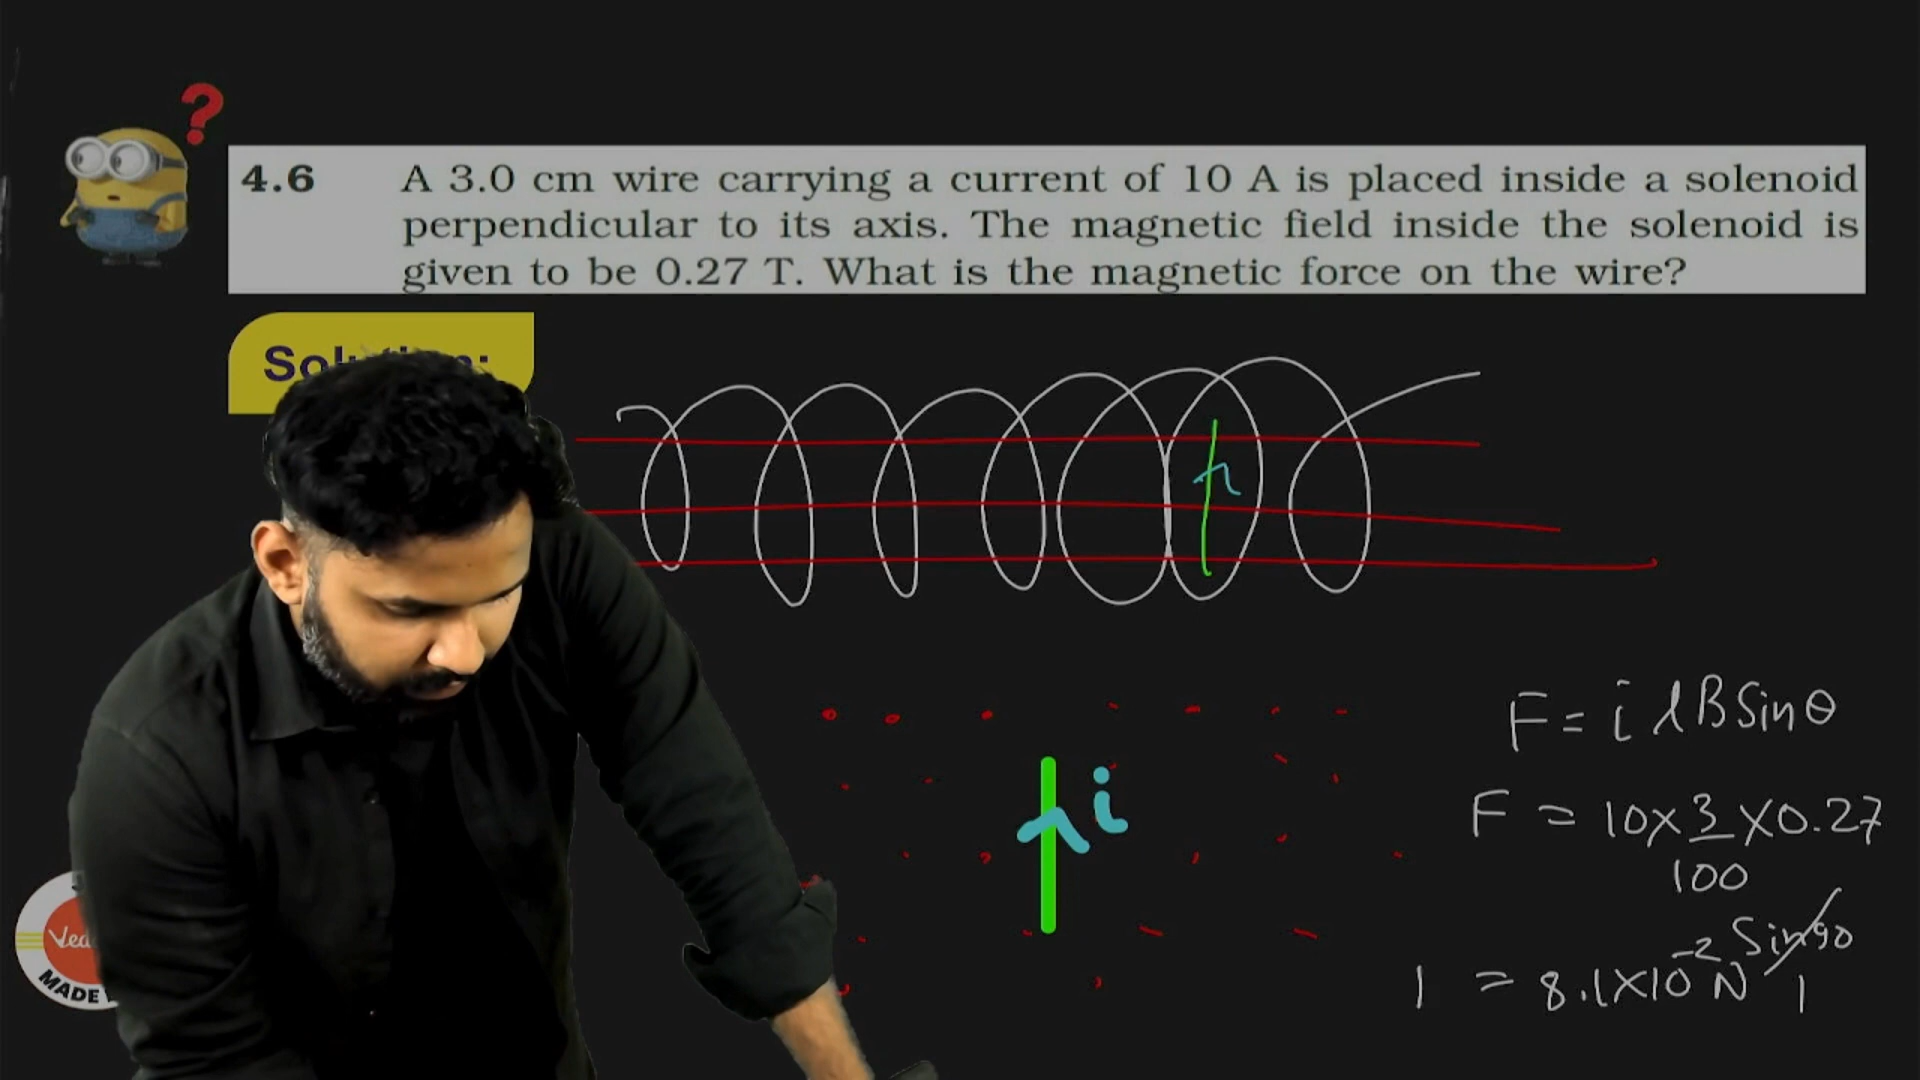 ?
4.6 A 3.0 cm wire carrying a current of 10 A is placed inside a solenoid
perpendicular to its axis. The magnetic field inside the solenoid is
given to be 0.27 T. What is the magnetic force on the wire?
F = i l B Sin θ
i
F = 10 × 3/100 × 0.27
Sin 90
1
= 8.1 × 10⁻² N
MADE